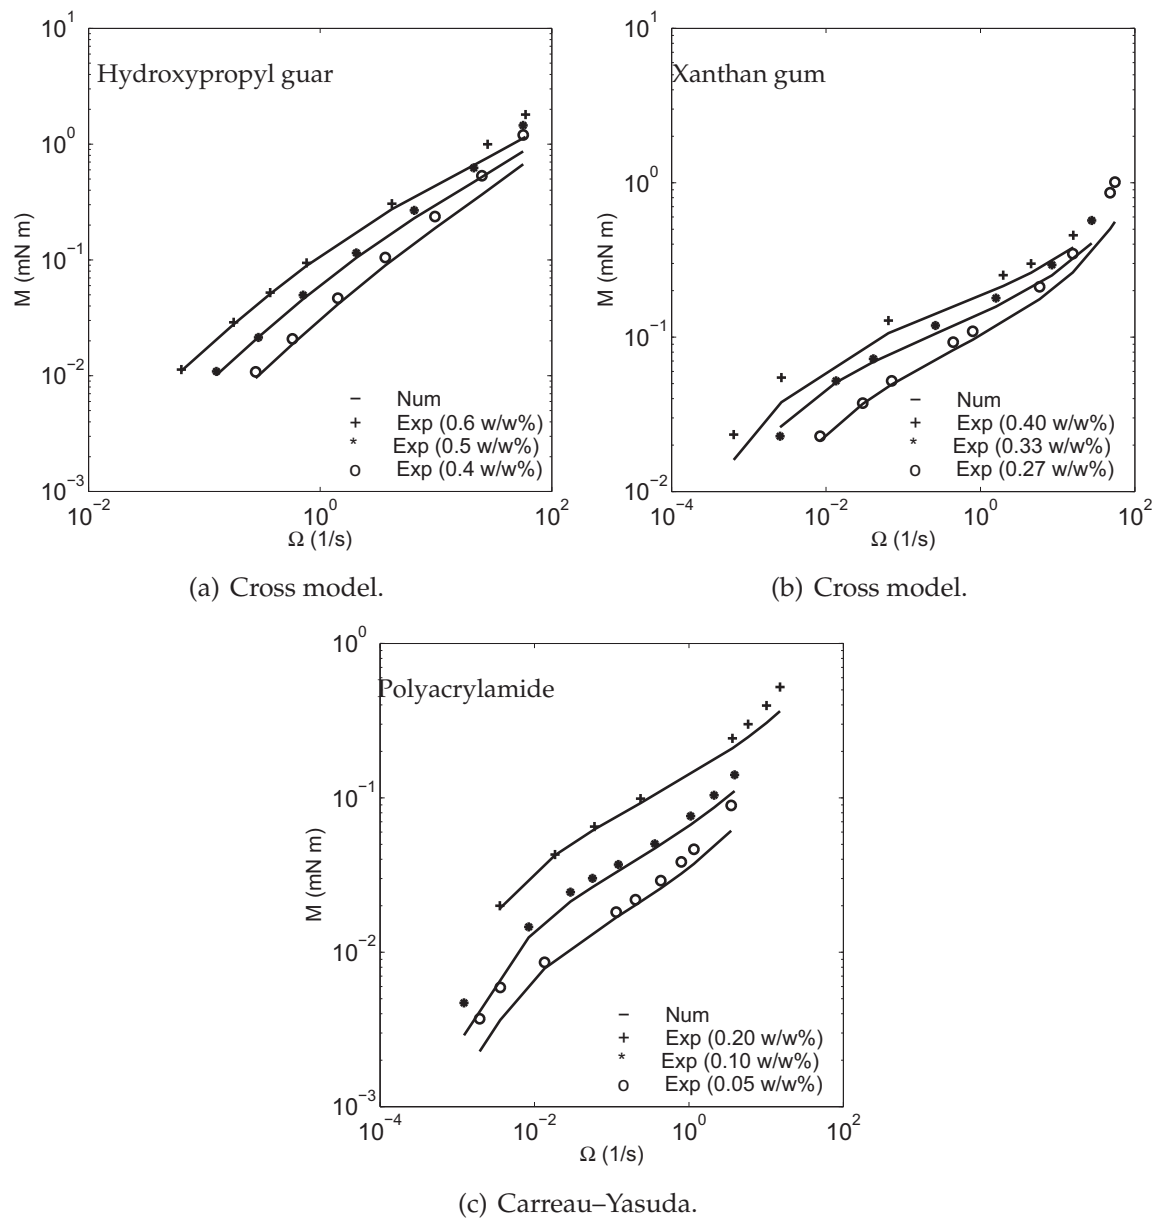 Hydroxypropyl guar
M (mN m)
10^1
10^0
10^-1
10^-2
10^-3
– Num
+ Exp (0.6 w/w%)
* Exp (0.5 w/w%)
o Exp (0.4 w/w%)
10^-2 10^0 10^2
Ω (1/s)
(a) Cross model.
Xanthan gum
M (mN m)
10^1
10^0
10^-1
10^-2
– Num
+ Exp (0.40 w/w%)
* Exp (0.33 w/w%)
o Exp (0.27 w/w%)
10^-4 10^-2 10^0 10^2
Ω (1/s)
(b) Cross model.
Polyacrylamide
M (mN m)
10^0
10^-1
10^-2
10^-3
– Num
+ Exp (0.20 w/w%)
* Exp (0.10 w/w%)
o Exp (0.05 w/w%)
10^-4 10^-2 10^0 10^2
Ω (1/s)
(c) Carreau–Yasuda.